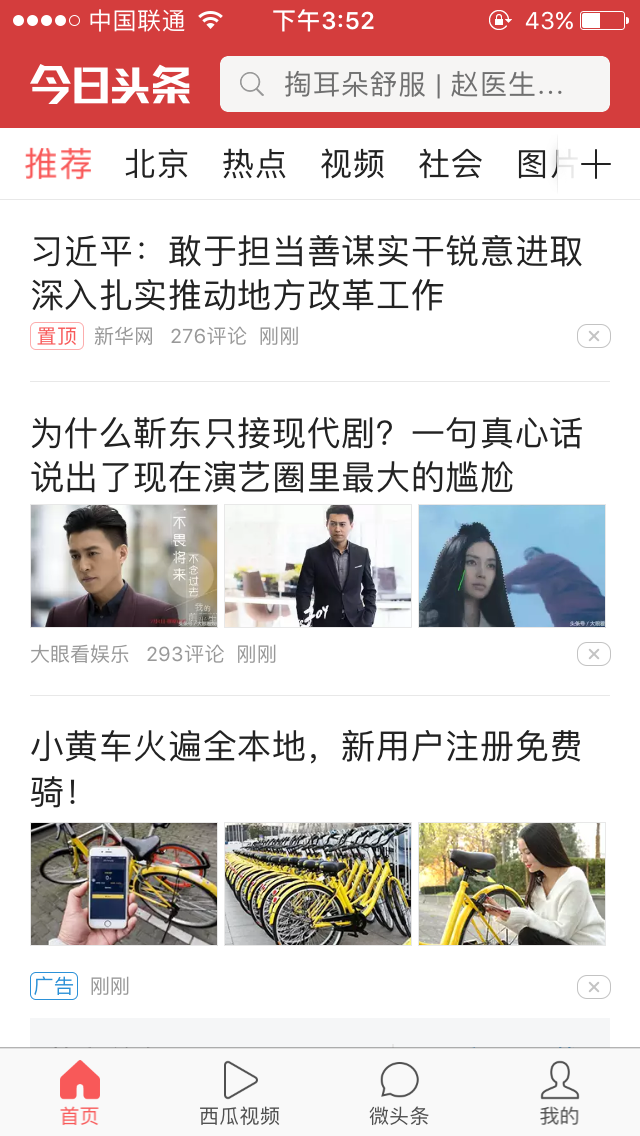 中国联通 下午3:52 43%
今日头条 掏耳朵舒服 | 赵医生...
推荐 北京 热点 视频 社会 图片
习近平：敢于担当善谋实干锐意进取
深入扎实推动地方改革工作
置顶 新华网 276评论 刚刚
为什么靳东只接现代剧？一句真心话
说出了现在演艺圈里最大的尴尬
不畏将来
不念过去
大眼看娱乐 293评论 刚刚
小黄车火遍全本地，新用户注册免费
骑！
广告 刚刚
首页 西瓜视频 微头条 我的